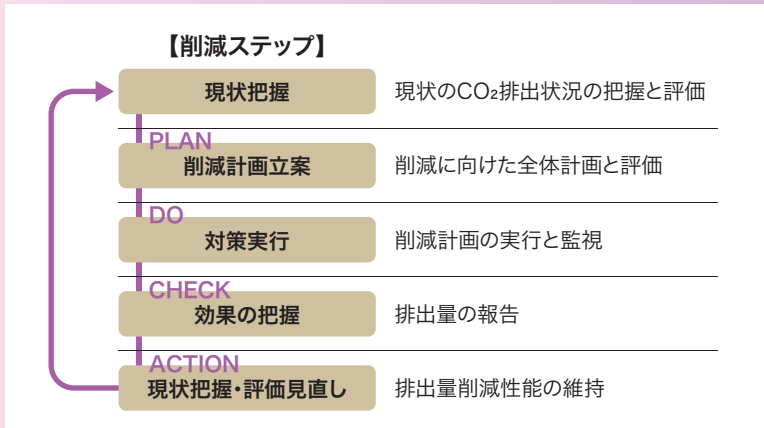 【削減ステップ】
現状把握 現状のCO₂排出状況の把握と評価
PLAN
削減計画立案 削減に向けた全体計画と評価
DO
対策実行 削減計画の実行と監視
CHECK
効果の把握 排出量の報告
ACTION
現状把握・評価見直し 排出量削減性能の維持